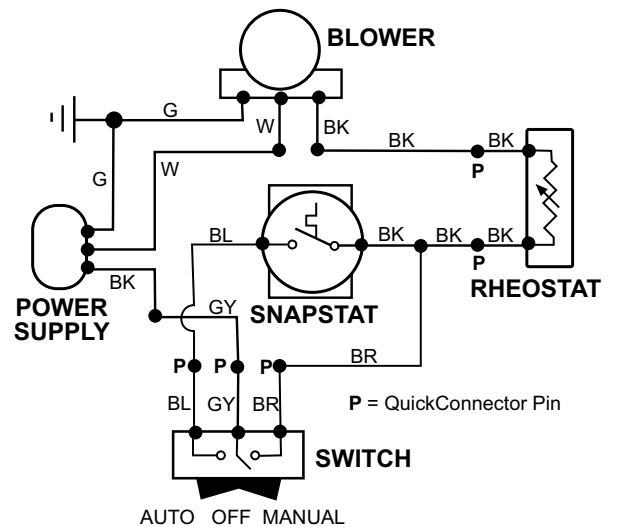 BLOWER
G
W
BK
BK
BK
P
W
G
BL
BK
BK
P
BK
POWER
SUPPLY
SNAPSTAT
RHEOSTAT
GY
BR
P
P
P
BL
GY
BR
P = QuickConnector Pin
SWITCH
AUTO OFF MANUAL